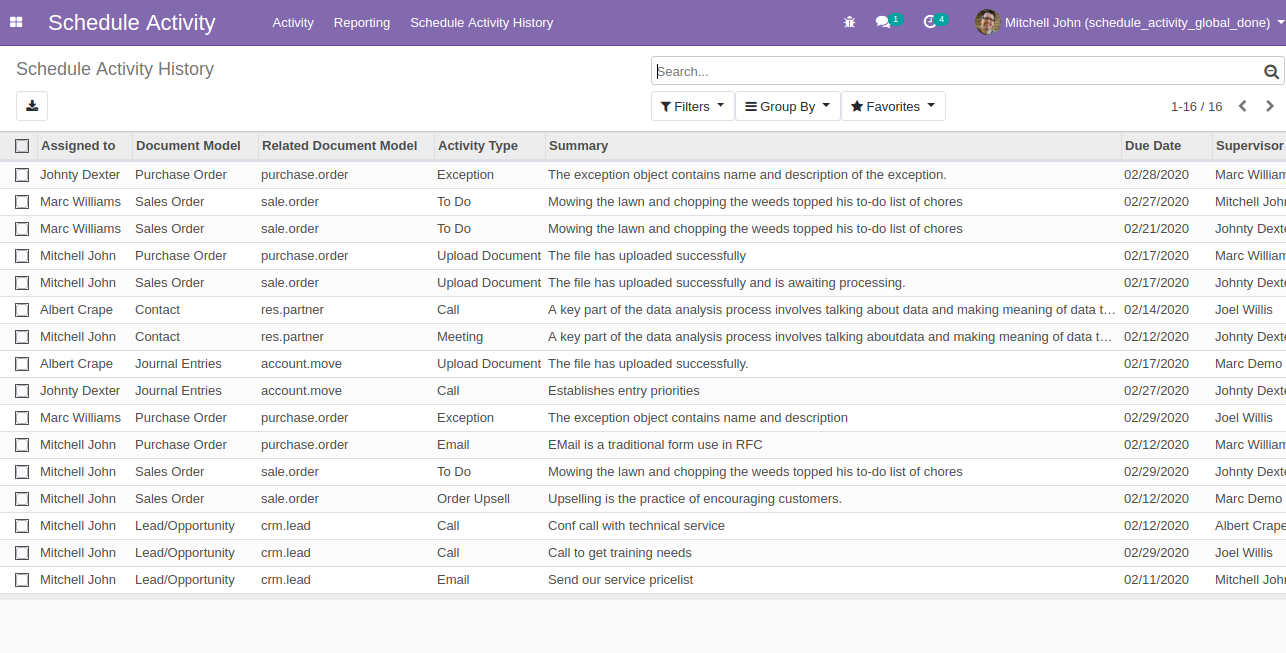 Schedule Activity Activity Reporting Schedule Activity History 1 4 Mitchell John (schedule_activity_global_done)
Schedule Activity History
Search...
Filters Group By Favorites 1-16 / 16
Assigned to Document Model Related Document Model Activity Type Summary Due Date Supervisor
Johnty Dexter Purchase Order purchase.order Exception The exception object contains name and description of the exception. 02/28/2020 Marc William
Marc Williams Sales Order sale.order To Do Mowing the lawn and chopping the weeds topped his to-do list of chores 02/27/2020 Mitchell John
Marc Williams Sales Order sale.order To Do Mowing the lawn and chopping the weeds topped his to-do list of chores 02/21/2020 Johnty Dexte
Mitchell John Purchase Order purchase.order Upload Document The file has uploaded successfully 02/17/2020 Marc William
Mitchell John Sales Order sale.order Upload Document The file has uploaded successfully and is awaiting processing. 02/17/2020 Johnty Dexte
Albert Crape Contact res.partner Call A key part of the data analysis process involves talking about data and making meaning of data t... 02/14/2020 Joel Willis
Mitchell John Contact res.partner Meeting A key part of the data analysis process involves talking aboutdata and making meaning of data t... 02/12/2020 Johnty Dexte
Albert Crape Journal Entries account.move Upload Document The file has uploaded successfully. 02/17/2020 Marc Demo
Johnty Dexter Journal Entries account.move Call Establishes entry priorities 02/27/2020 Johnty Dexte
Marc Williams Purchase Order purchase.order Exception The exception object contains name and description 02/29/2020 Joel Willis
Mitchell John Purchase Order purchase.order Email EMail is a traditional form use in RFC 02/12/2020 Marc William
Mitchell John Sales Order sale.order To Do Mowing the lawn and chopping the weeds topped his to-do list of chores 02/29/2020 Johnty Dexte
Mitchell John Sales Order sale.order Order Upsell Upselling is the practice of encouraging customers. 02/12/2020 Marc Demo
Mitchell John Lead/Opportunity crm.lead Call Conf call with technical service 02/12/2020 Albert Crape
Mitchell John Lead/Opportunity crm.lead Call Call to get training needs 02/29/2020 Joel Willis
Mitchell John Lead/Opportunity crm.lead Email Send our service pricelist 02/11/2020 Mitchell John